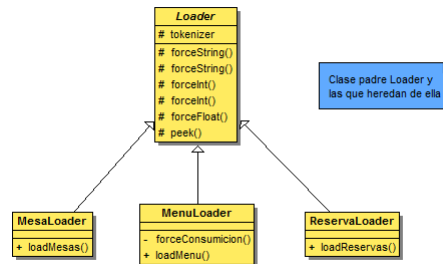 Loader
# tokenizer
# forceString()
# forceString()
# forceInt()
# forceInt()
# forceFloat()
# peek()
Clase padre Loader y
las que heredan de ella
MesaLoader
+ loadMesas()
MenuLoader
- forceConsumicion()
+ loadMenu()
ReservaLoader
+ loadReservas()